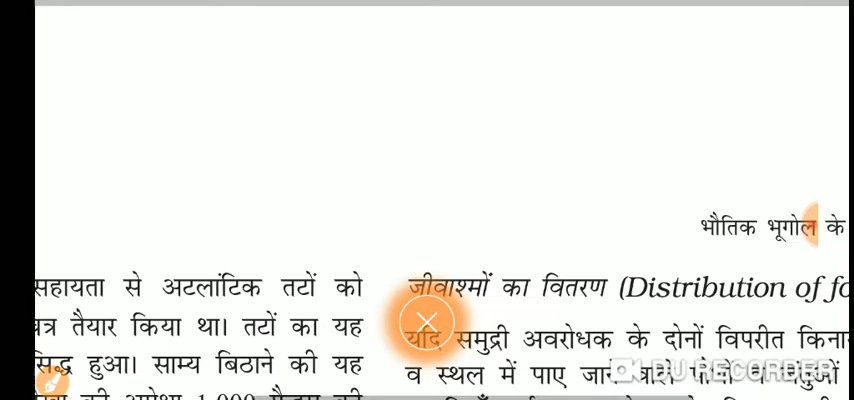 भौतिक भूगोल के
सहायता से अटलांटिक तटों को
तैयार किया था। तटों का यह
सिद्ध हुआ। साम्य बिठाने की यह
जीवाश्मों का वितरण (Distribution of fo
यदि समुद्री अवरोधक के दोनों विपरीत किना
व स्थल में पाए जाने वाले
DU RECORDER